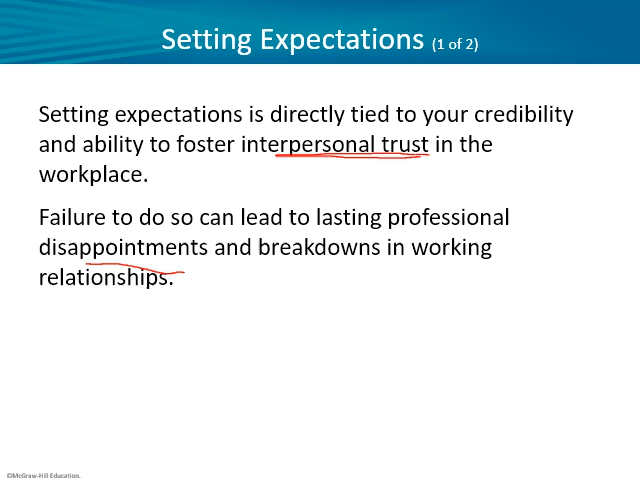 Setting Expectations (1 of 2)
Setting expectations is directly tied to your credibility
and ability to foster interpersonal trust in the
workplace.
Failure to do so can lead to lasting professional
disappointments and breakdowns in working
relationships.
©McGraw-Hill Education.